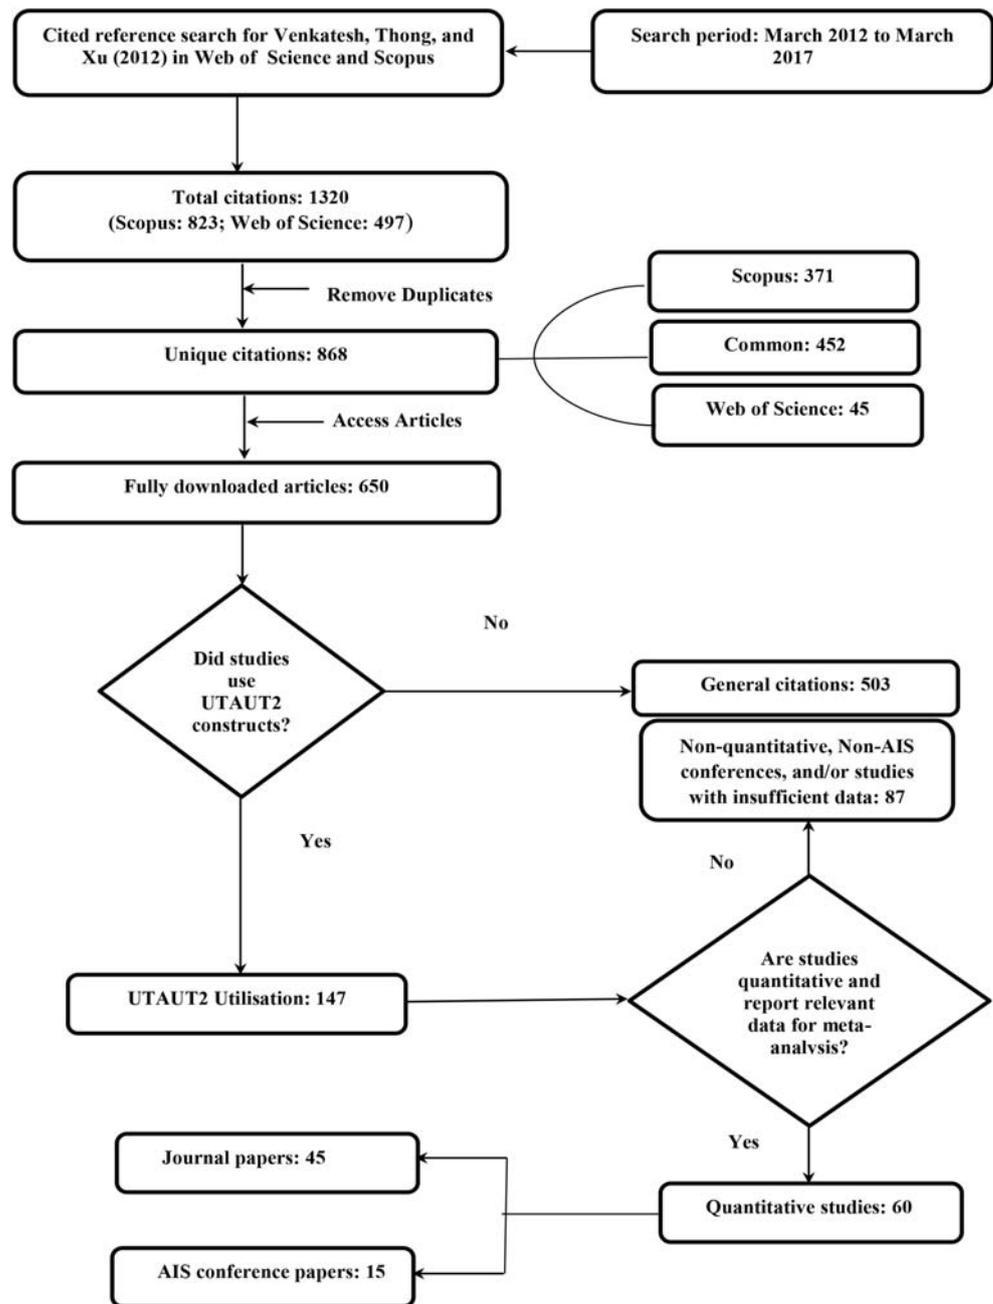 Cited reference search for Venkatesh, Thong, and
Xu (2012) in Web of Science and Scopus
Search period: March 2012 to March
2017
Total citations: 1320
(Scopus: 823; Web of Science: 497)
Remove Duplicates
Unique citations: 868
Scopus: 371
Common: 452
Web of Science: 45
Access Articles
Fully downloaded articles: 650
Did studies
use
UTAUT2
constructs?
No
General citations: 503
Non-quantitative, Non-AIS
conferences, and/or studies
with insufficient data: 87
Yes
No
UTAUT2 Utilisation: 147
Are studies
quantitative and
report relevant
data for meta-
analysis?
Yes
Quantitative studies: 60
Journal papers: 45
AIS conference papers: 15